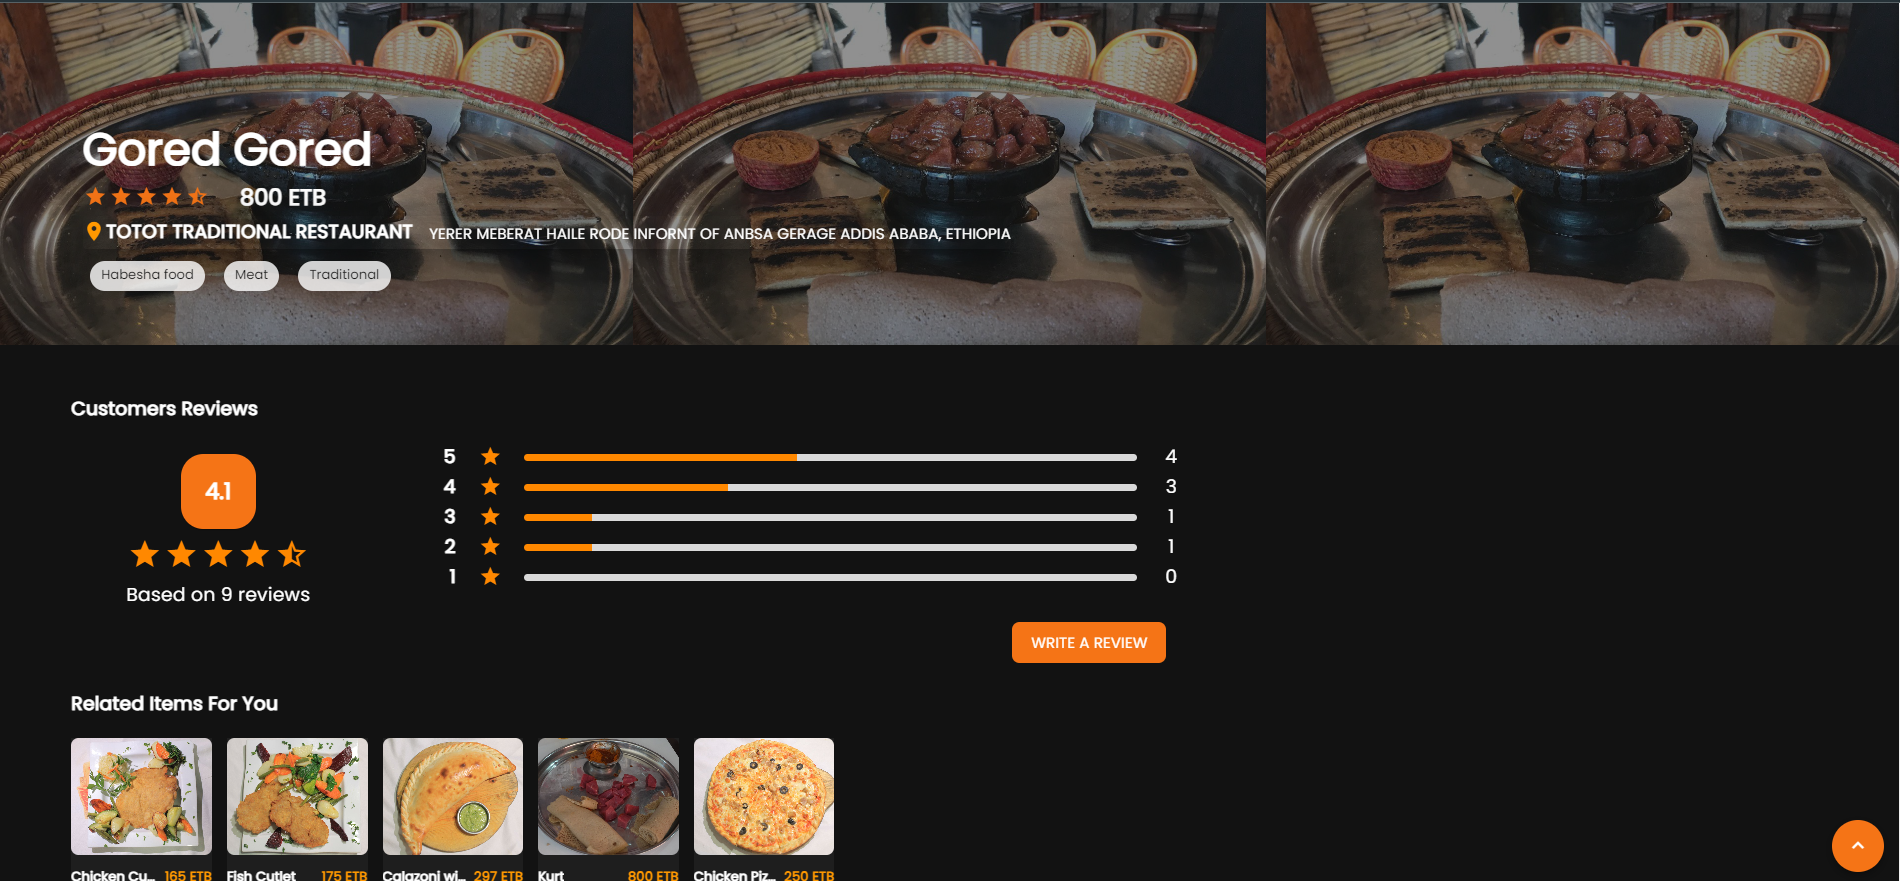 Gored Gored
800 ETB
TOTOT TRADITIONAL RESTAURANT YERER MEBERAT HAILE RODE INFORNT OF ANBSA GERAGE ADDIS ABABA, ETHIOPIA
Habesha food Meat Traditional
Customers Reviews
4.1
Based on 9 reviews
5 4
4 3
3 1
2 1
1 0
WRITE A REVIEW
Related Items For You
Chicken Cu... 165 ETB Fish Cutlet 175 ETB Calazoni wi... 297 ETB Kurt 800 ETB Chicken Piz... 250 ETB